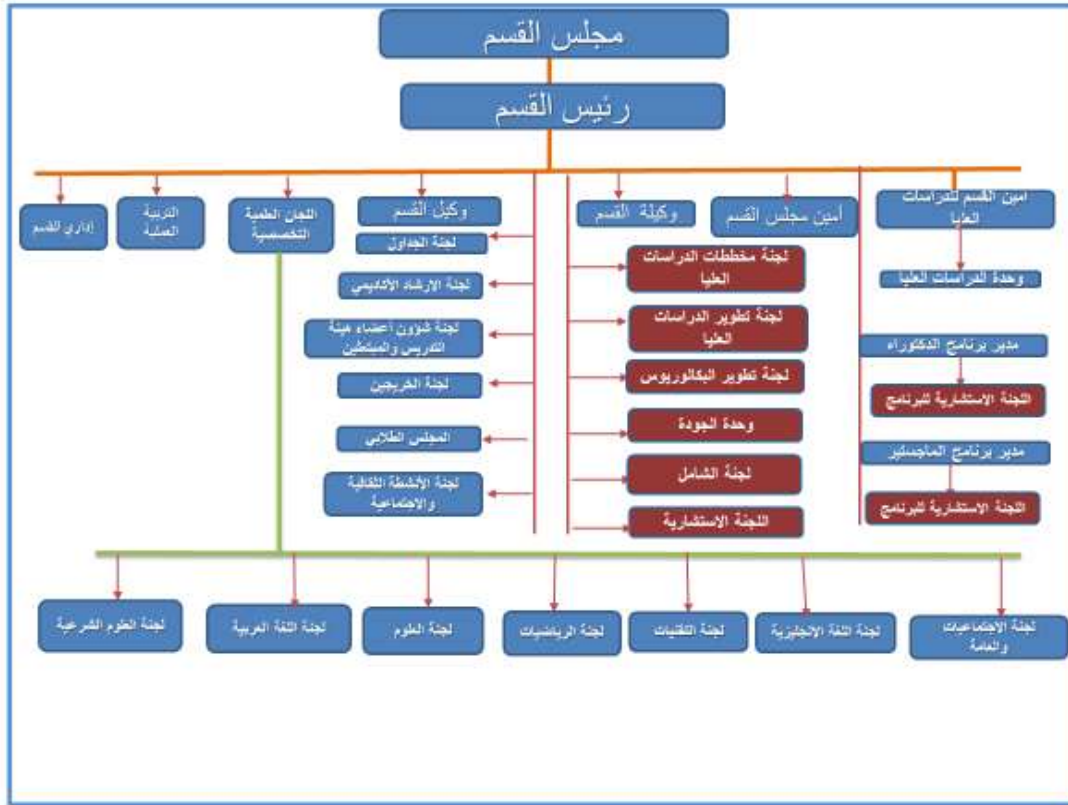 مجلس القسم
رئيس القسم
امين القسم للدراسات
العليا
أمين مجلس القسم
وكيلة القسم
وكيل القسم
اللجان العلمية
التخصصية
التربية
العملية
إداري القسم
وحدة الدراسات العليا
مدير برنامج الدكتوراه
اللجنة الاستشارية للبرنامج
مدير برنامج الماجستير
اللجنة الاستشارية للبرنامج
لجنة مخططات الدراسات
العليا
لجنة تطوير الدراسات
العليا
لجنة تطوير البكالوريوس
وحدة الجودة
لجنة الشامل
اللجنة الاستشارية
لجنة الجداول
لجنة الارشاد الأكاديمي
لجنة شؤون أعضاء هيئة
التدريس والمبتعثين
لجنة الخريجين
المجلس الطلابي
لجنة الأنشطة الثقافية
والاجتماعية
لجنة الاجتماعيات
والعامة
لجنة اللغة الانجليزية
لجنة التقنيات
لجنة الرياضيات
لجنة العلوم
لجنة اللغة العربية
لجنة العلوم الشرعية